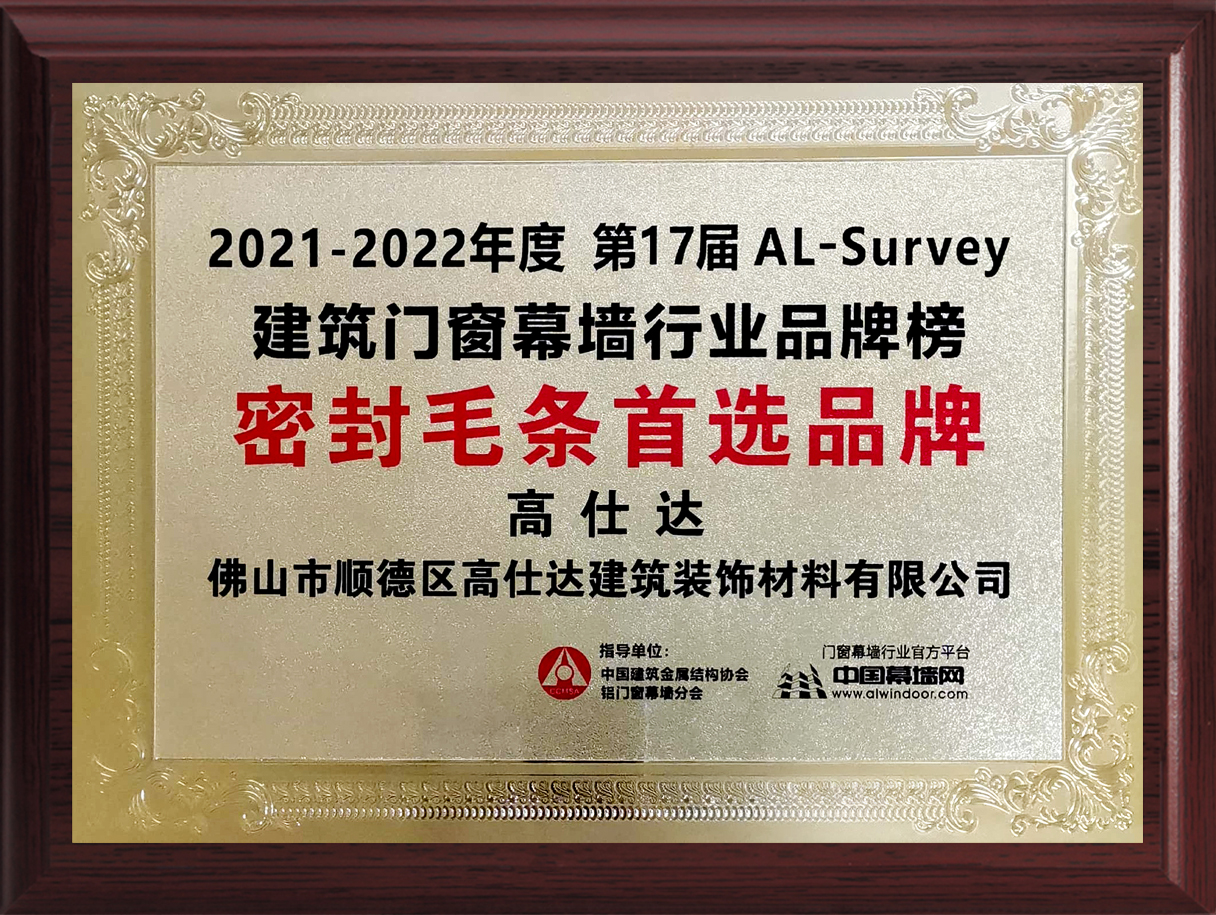 2021-2022年度 第17届 AL-Survey
建筑门窗幕墙行业品牌榜
密封毛条首选品牌
高仕达
佛山市顺德区高仕达建筑装饰材料有限公司
CCMSA
指导单位：
中国建筑金属结构协会
铝门窗幕墙分会
门窗幕墙行业官方平台
中国幕墙网
www.alwindoor.com